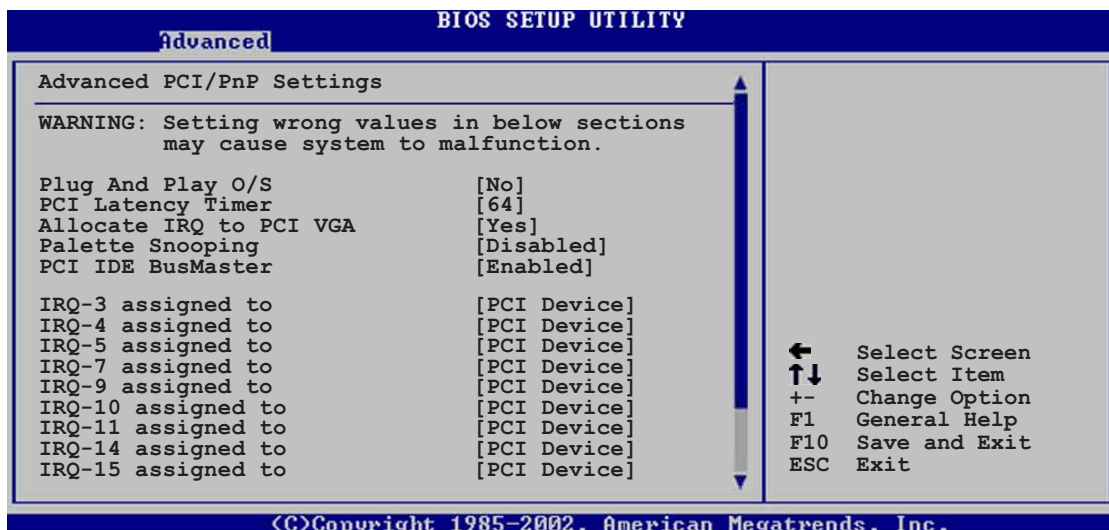 BIOS SETUP UTILITY
Advanced
Advanced PCI/PnP Settings
WARNING: Setting wrong values in below sections
may cause system to malfunction.
Plug And Play O/S [No]
PCI Latency Timer [64]
Allocate IRQ to PCI VGA [Yes]
Palette Snooping [Disabled]
PCI IDE BusMaster [Enabled]
IRQ-3 assigned to [PCI Device]
IRQ-4 assigned to [PCI Device]
IRQ-5 assigned to [PCI Device]
IRQ-7 assigned to [PCI Device]
IRQ-9 assigned to [PCI Device]
IRQ-10 assigned to [PCI Device]
IRQ-11 assigned to [PCI Device]
IRQ-14 assigned to [PCI Device]
IRQ-15 assigned to [PCI Device]
← Select Screen
↑↓ Select Item
+- Change Option
F1 General Help
F10 Save and Exit
ESC Exit
(C)Copyright 1985-2002, American Megatrends, Inc.